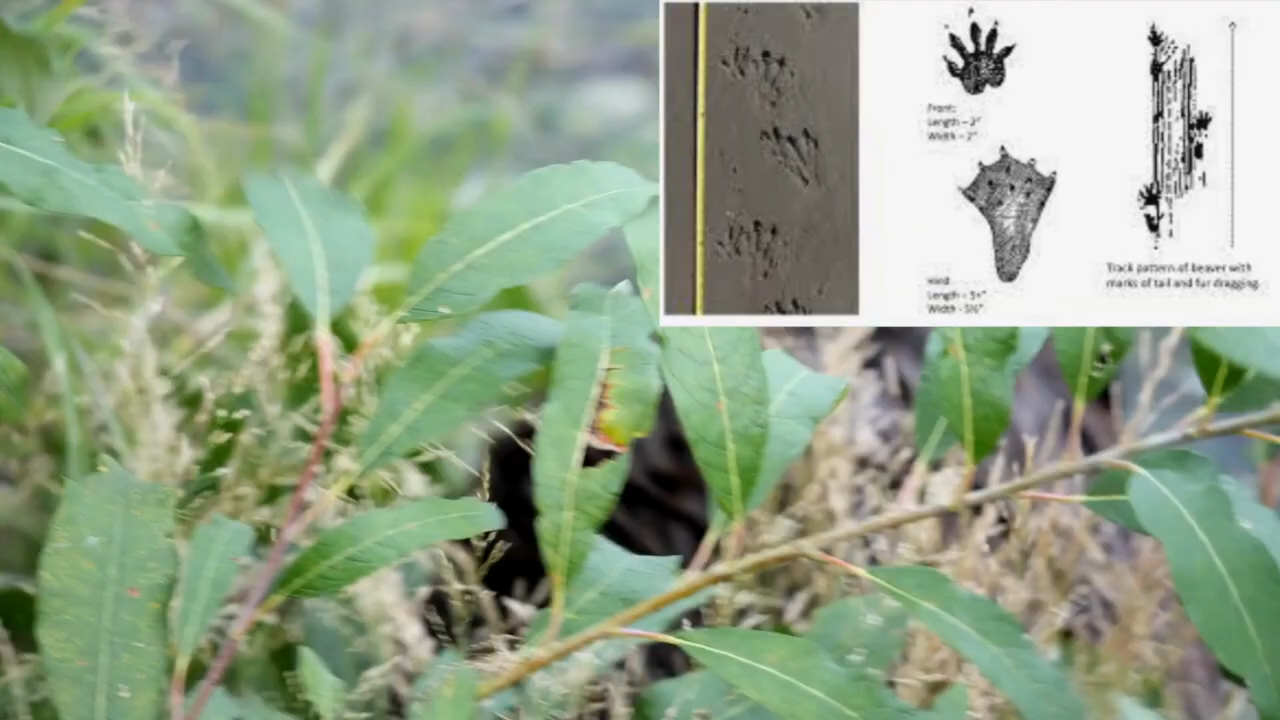 Front:
Length – 2"
Width – 2"
Hind
Length – 5+"
Width - 5½"
Track pattern of beaver with
marks of tail and fur dragging.